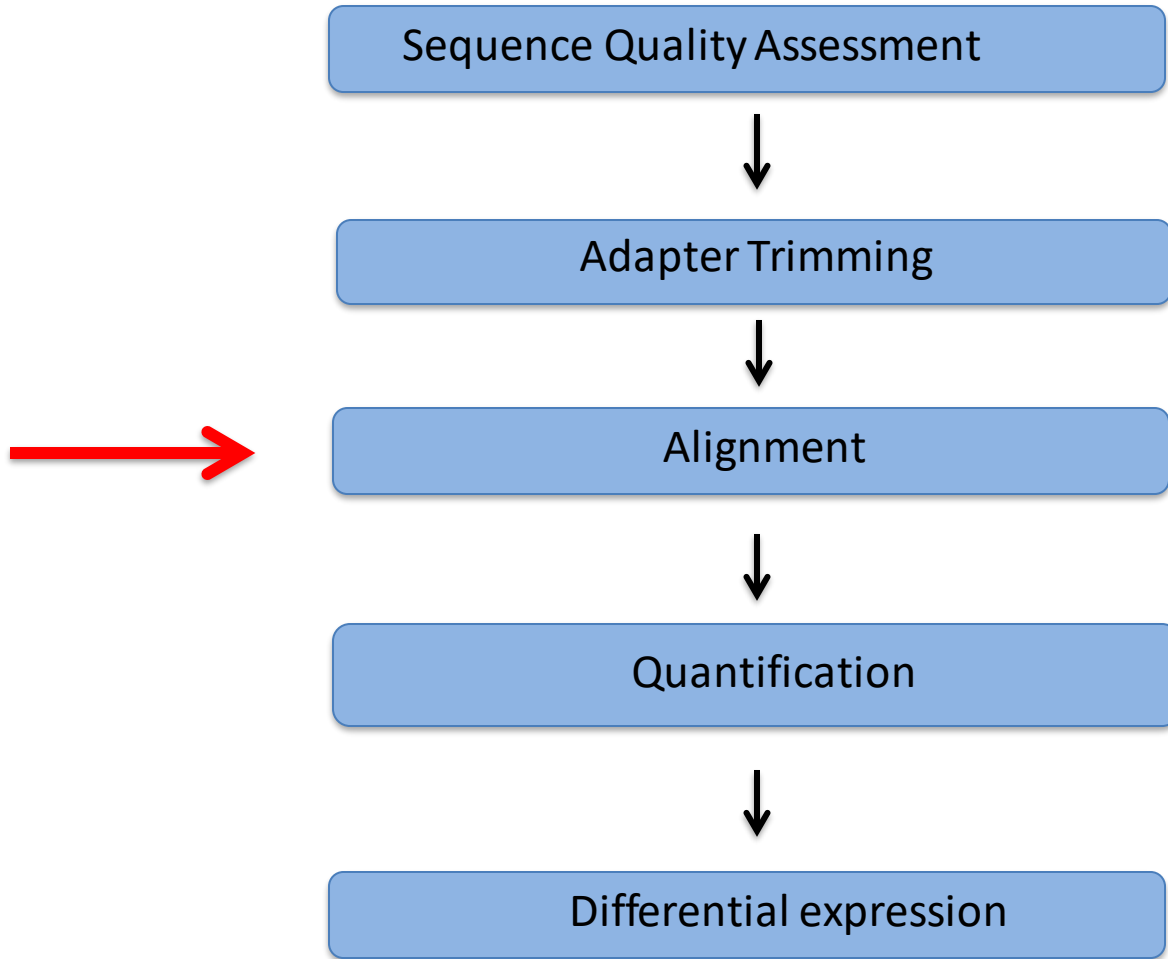 Sequence Quality Assessment
Adapter Trimming
Alignment
Quantification
Differential expression